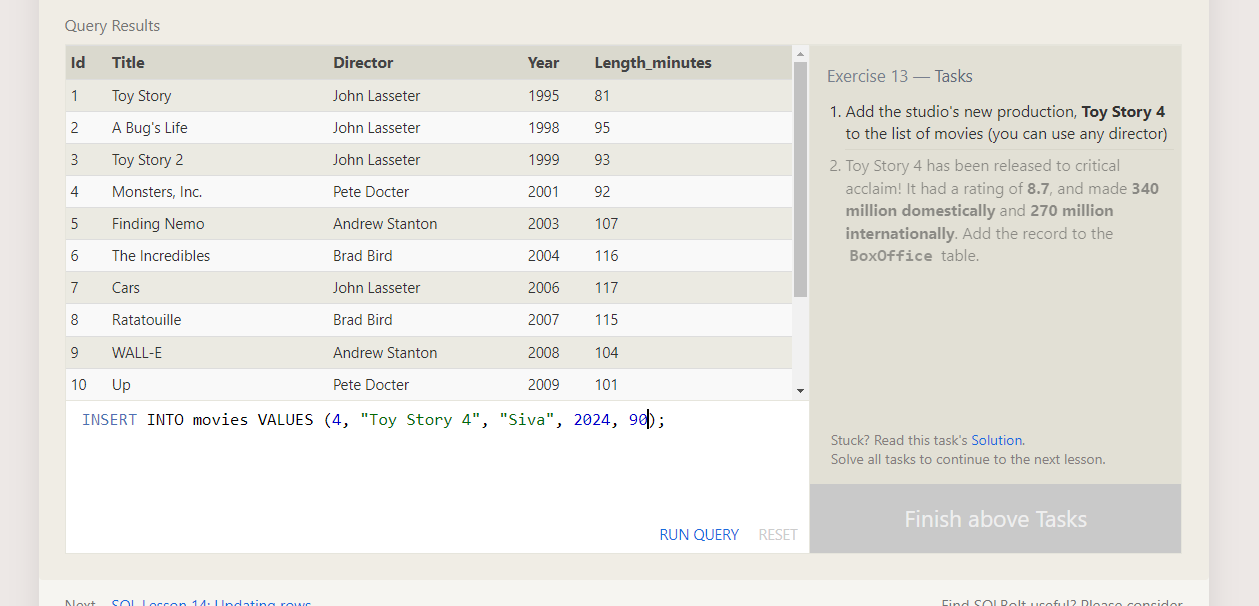 Query Results
Id Title Director Year Length_minutes
1 Toy Story John Lasseter 1995 81
2 A Bug's Life John Lasseter 1998 95
3 Toy Story 2 John Lasseter 1999 93
4 Monsters, Inc. Pete Docter 2001 92
5 Finding Nemo Andrew Stanton 2003 107
6 The Incredibles Brad Bird 2004 116
7 Cars John Lasseter 2006 117
8 Ratatouille Brad Bird 2007 115
9 WALL-E Andrew Stanton 2008 104
10 Up Pete Docter 2009 101
INSERT INTO movies VALUES (4, "Toy Story 4", "Siva", 2024, 90);
RUN QUERY RESET
Exercise 13 — Tasks
1. Add the studio's new production, Toy Story 4
to the list of movies (you can use any director)
2. Toy Story 4 has been released to critical
acclaim! It had a rating of 8.7, and made 340
million domestically and 270 million
internationally. Add the record to the
BoxOffice table.
Stuck? Read this task's Solution.
Solve all tasks to continue to the next lesson.
Finish above Tasks
Next – SQL Lesson 14: Updating rows
Find SQLBolt useful? Please consider